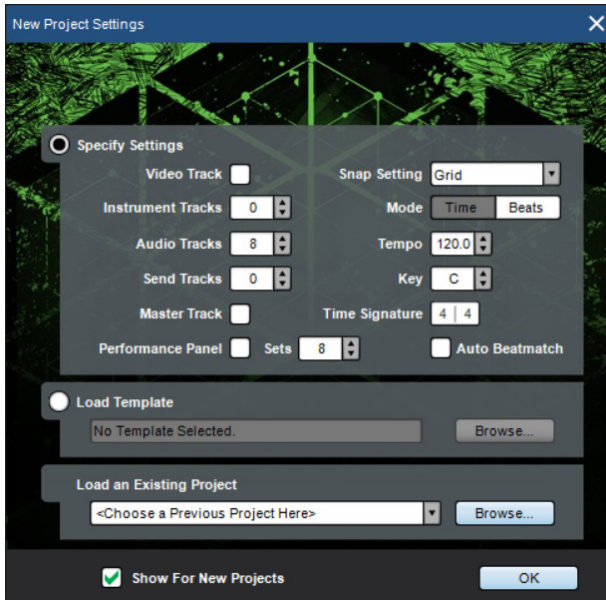 New Project Settings
Specify Settings
Video Track
Snap Setting Grid
Instrument Tracks 0
Mode Time Beats
Audio Tracks 8
Tempo 120.0
Send Tracks 0
Key C
Master Track
Time Signature 4 | 4
Performance Panel Sets 8
Auto Beatmatch
Load Template
No Template Selected. Browse...
Load an Existing Project
<Choose a Previous Project Here> Browse...
Show For New Projects OK